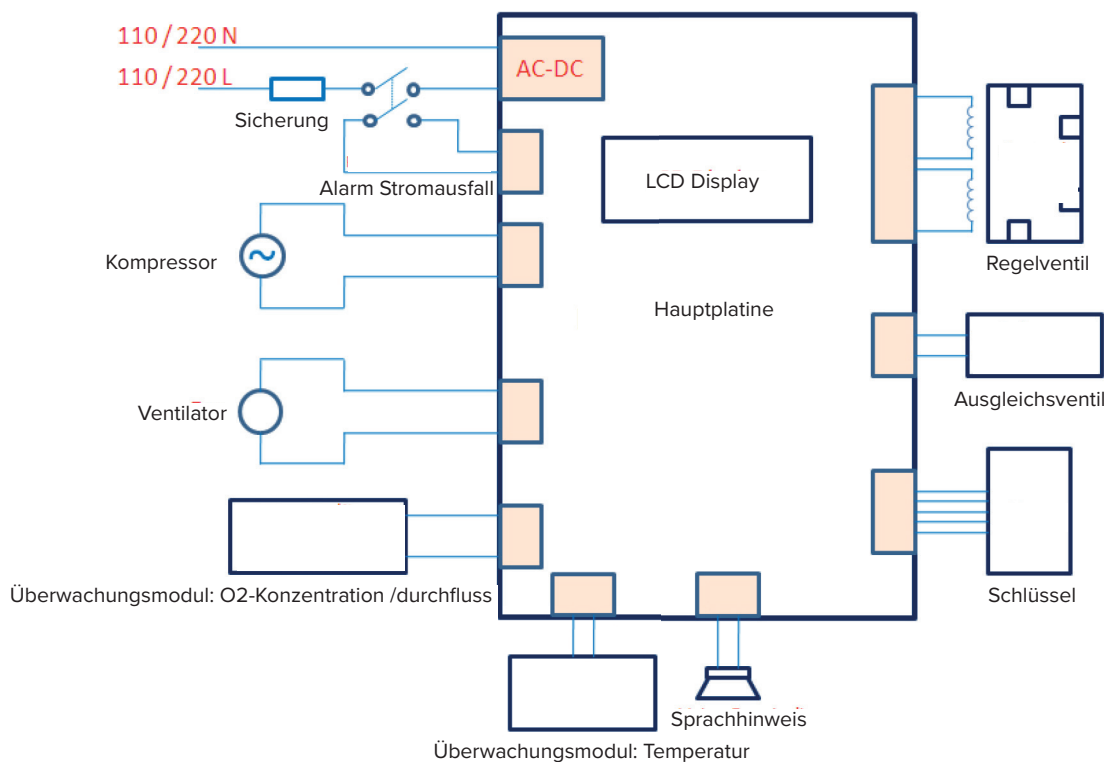 110 / 220 N
110 / 220 L
AC-DC
Sicherung
LCD Display
Alarm Stromausfall
Kompressor
Regelventil
Hauptplatine
Ausgleichsventil
Ventilator
Überwachungsmodul: O2-Konzentration /durchfluss
Schlüssel
Sprachhinweis
Überwachungsmodul: Temperatur